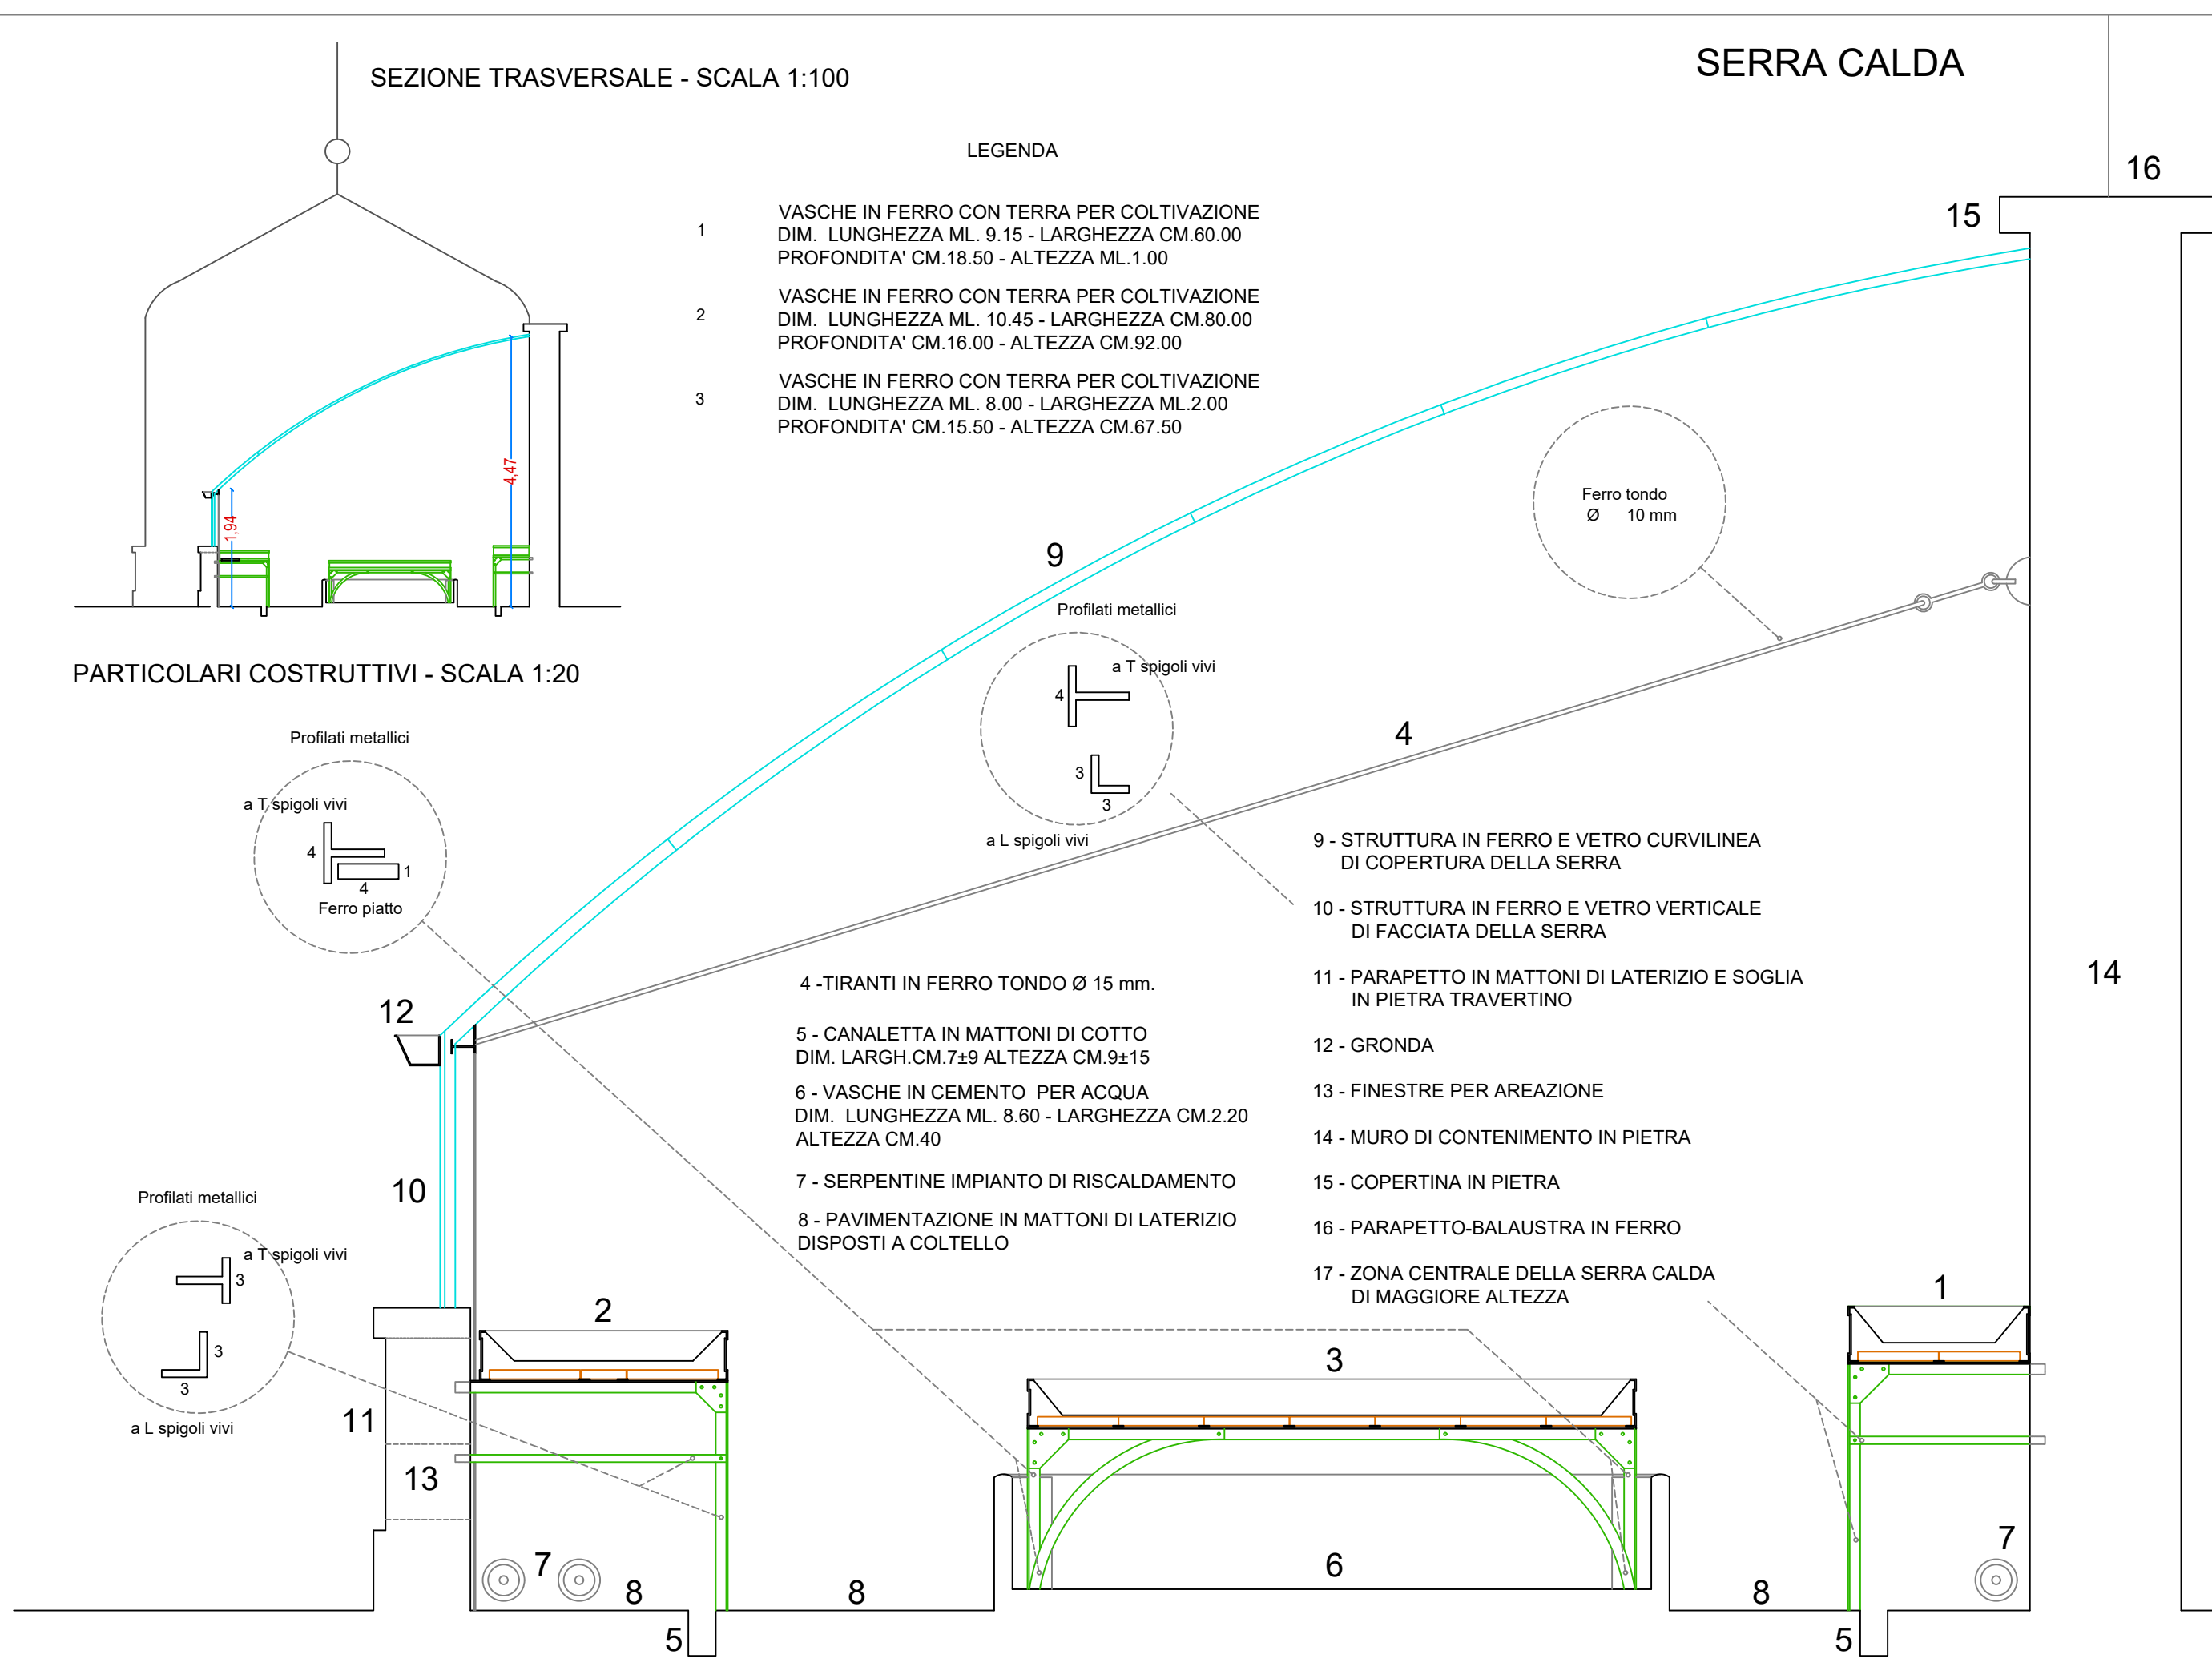 SEZIONE TRASVERSALE - SCALA 1:100
SERRA CALDA
LEGENDA
1
VASCHE IN FERRO CON TERRA PER COLTIVAZIONE
DIM. LUNGHEZZA ML. 9.15 - LARGHEZZA CM.60.00
PROFONDITA' CM.18.50 - ALTEZZA ML.1.00
2
VASCHE IN FERRO CON TERRA PER COLTIVAZIONE
DIM. LUNGHEZZA ML. 10.45 - LARGHEZZA CM.80.00
PROFONDITA' CM.16.00 - ALTEZZA CM.92.00
3
VASCHE IN FERRO CON TERRA PER COLTIVAZIONE
DIM. LUNGHEZZA ML. 8.00 - LARGHEZZA ML.2.00
PROFONDITA' CM.15.50 - ALTEZZA CM.67.50
16
15
4,47
1,94
Ferro tondo
Ø 10 mm
9
PARTICOLARI COSTRUTTIVI - SCALA 1:20
Profilati metallici
a T spigoli vivi
4
3
3
a L spigoli vivi
4
Profilati metallici
a T spigoli vivi
4
1
4
Ferro piatto
12
4 -TIRANTI IN FERRO TONDO Ø 15 mm.
5 - CANALETTA IN MATTONI DI COTTO
DIM. LARGH.CM.7±9 ALTEZZA CM.9±15
6 - VASCHE IN CEMENTO PER ACQUA
DIM. LUNGHEZZA ML. 8.60 - LARGHEZZA CM.2.20
ALTEZZA CM.40
7 - SERPENTINE IMPIANTO DI RISCALDAMENTO
8 - PAVIMENTAZIONE IN MATTONI DI LATERIZIO
DISPOSTI A COLTELLO
9 - STRUTTURA IN FERRO E VETRO CURVILINEA
DI COPERTURA DELLA SERRA
10 - STRUTTURA IN FERRO E VETRO VERTICALE
DI FACCIATA DELLA SERRA
11 - PARAPETTO IN MATTONI DI LATERIZIO E SOGLIA
IN PIETRA TRAVERTINO
12 - GRONDA
13 - FINESTRE PER AREAZIONE
14 - MURO DI CONTENIMENTO IN PIETRA
15 - COPERTINA IN PIETRA
16 - PARAPETTO-BALAUSTRA IN FERRO
17 - ZONA CENTRALE DELLA SERRA CALDA
DI MAGGIORE ALTEZZA
14
10
Profilati metallici
a T spigoli vivi
3
3
3
a L spigoli vivi
2
3
1
11
13
7
8
8
6
8
7
5
5